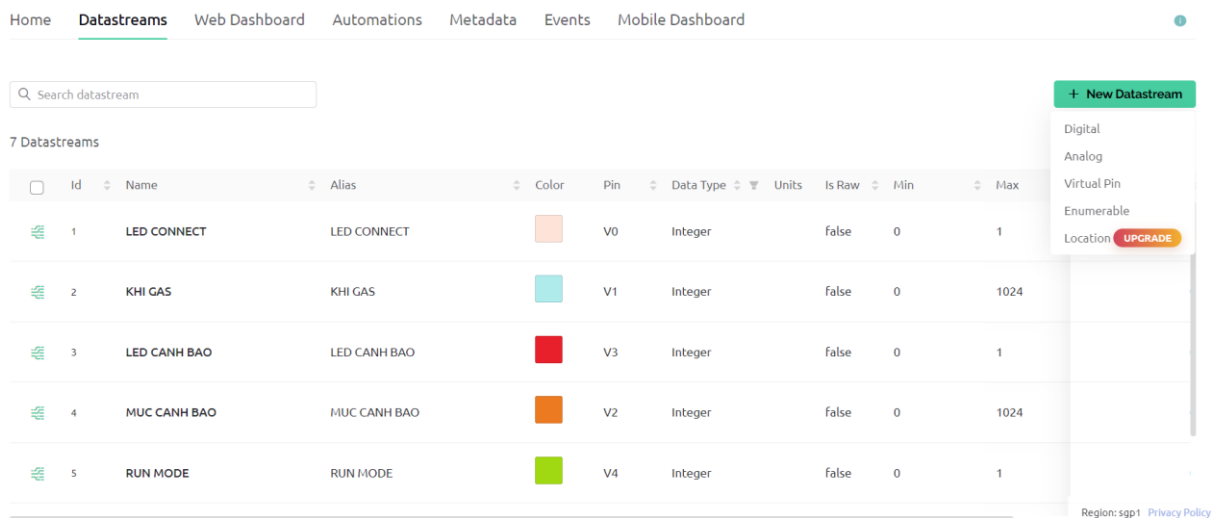 Home Datastreams Web Dashboard Automations Metadata Events Mobile Dashboard
Search datastream
+ New Datastream
7 Datastreams
Digital
Analog
Virtual Pin
Enumerable
Location UPGRADE
Id Name Alias Color Pin Data Type Units Is Raw Min Max
1 LED CONNECT LED CONNECT V0 Integer false 0 1
2 KHI GAS KHI GAS V1 Integer false 0 1024
3 LED CANH BAO LED CANH BAO V3 Integer false 0 1
4 MUC CANH BAO MUC CANH BAO V2 Integer false 0 1024
5 RUN MODE RUN MODE V4 Integer false 0 1
Region: sgp1 Privacy Policy